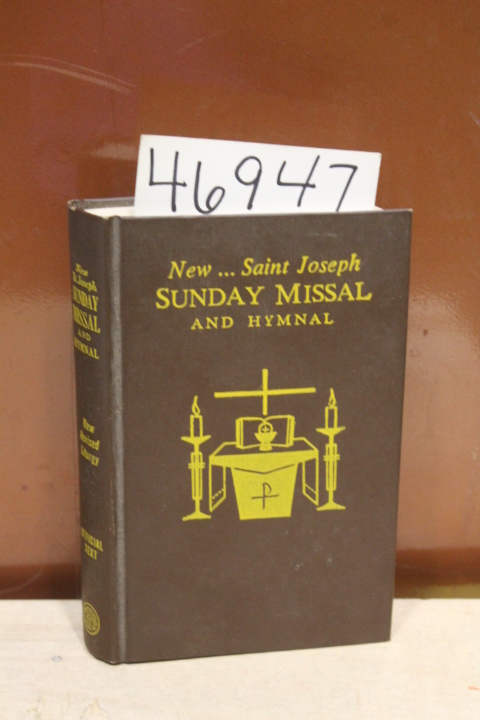 46947
New ... Saint Joseph
SUNDAY MISSAL
AND HYMNAL
New
St. Joseph
SUNDAY
MISSAL
AND
HYMNAL
New
Revised
Liturgy
OFFICIAL
TEXT